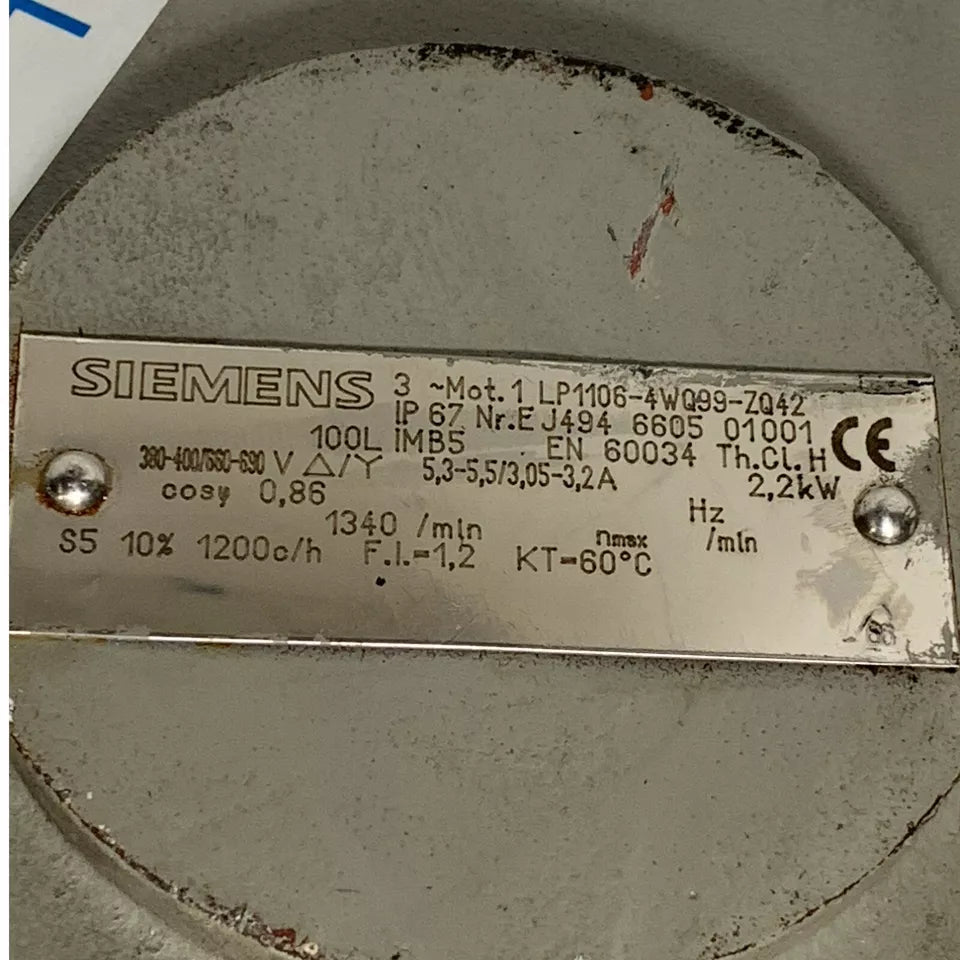 SIEMENS 3 ~Mot. 1 LP1106-4WQ99-ZQ42
IP 67 Nr.E J494 6605 01001
100L IMB5 EN 60034 Th.Cl. H CE
380-400/660-690 V △/Y 5,3-5,5/3,05-3,2A 2,2kW
cosφ 0,86 Hz
1340 /min nmax /min
S5 10% 1200c/h F.I.=1,2 KT=60°C